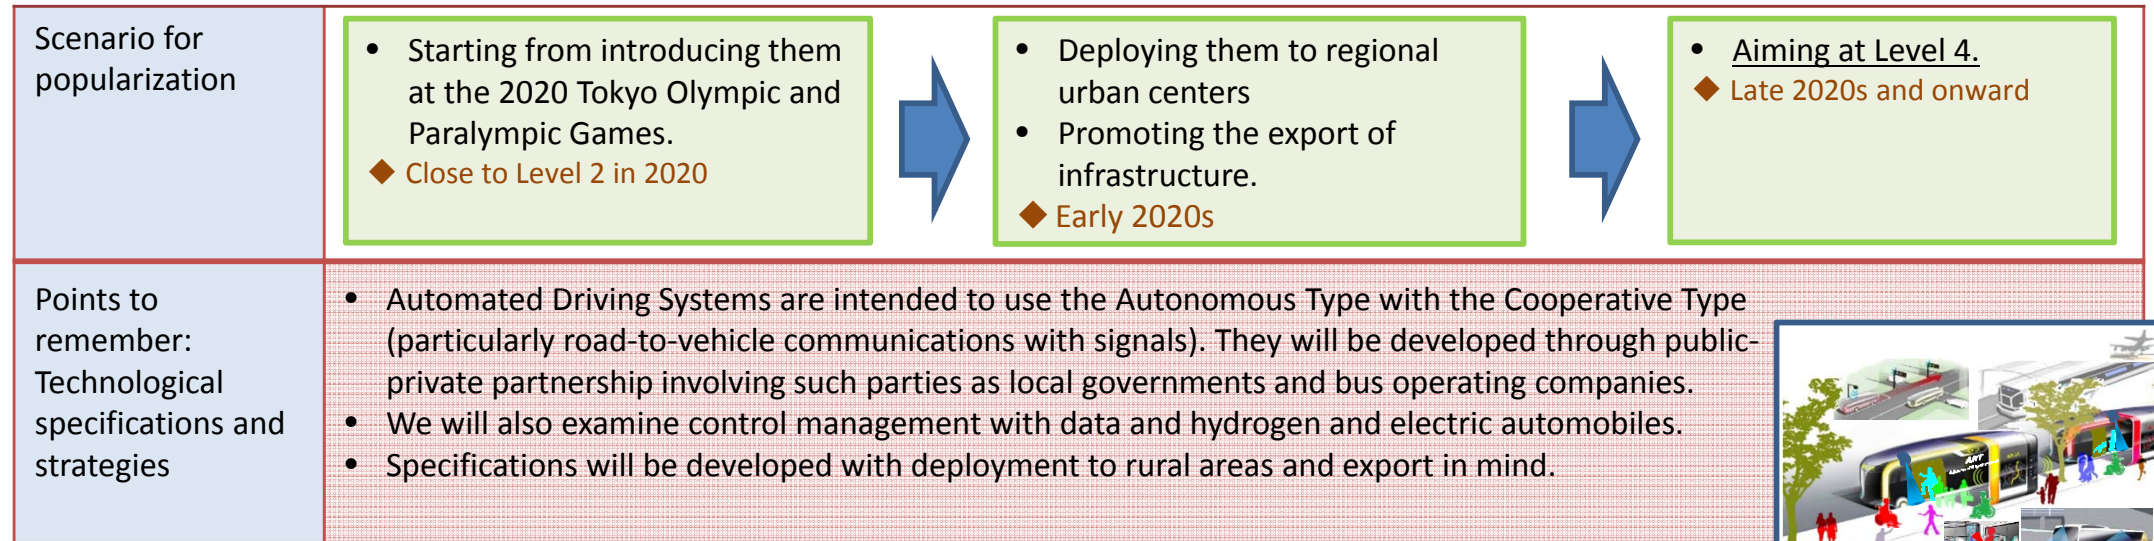 Scenario for
popularization
• Starting from introducing them
at the 2020 Tokyo Olympic and
Paralympic Games.
◆ Close to Level 2 in 2020
• Deploying them to regional
urban centers
• Promoting the export of
infrastructure.
◆ Early 2020s
• Aiming at Level 4.
◆ Late 2020s and onward
Points to
remember:
Technological
specifications and
strategies
• Automated Driving Systems are intended to use the Autonomous Type with the Cooperative Type
(particularly road-to-vehicle communications with signals). They will be developed through public-
private partnership involving such parties as local governments and bus operating companies.
• We will also examine control management with data and hydrogen and electric automobiles.
• Specifications will be developed with deployment to rural areas and export in mind.
ART